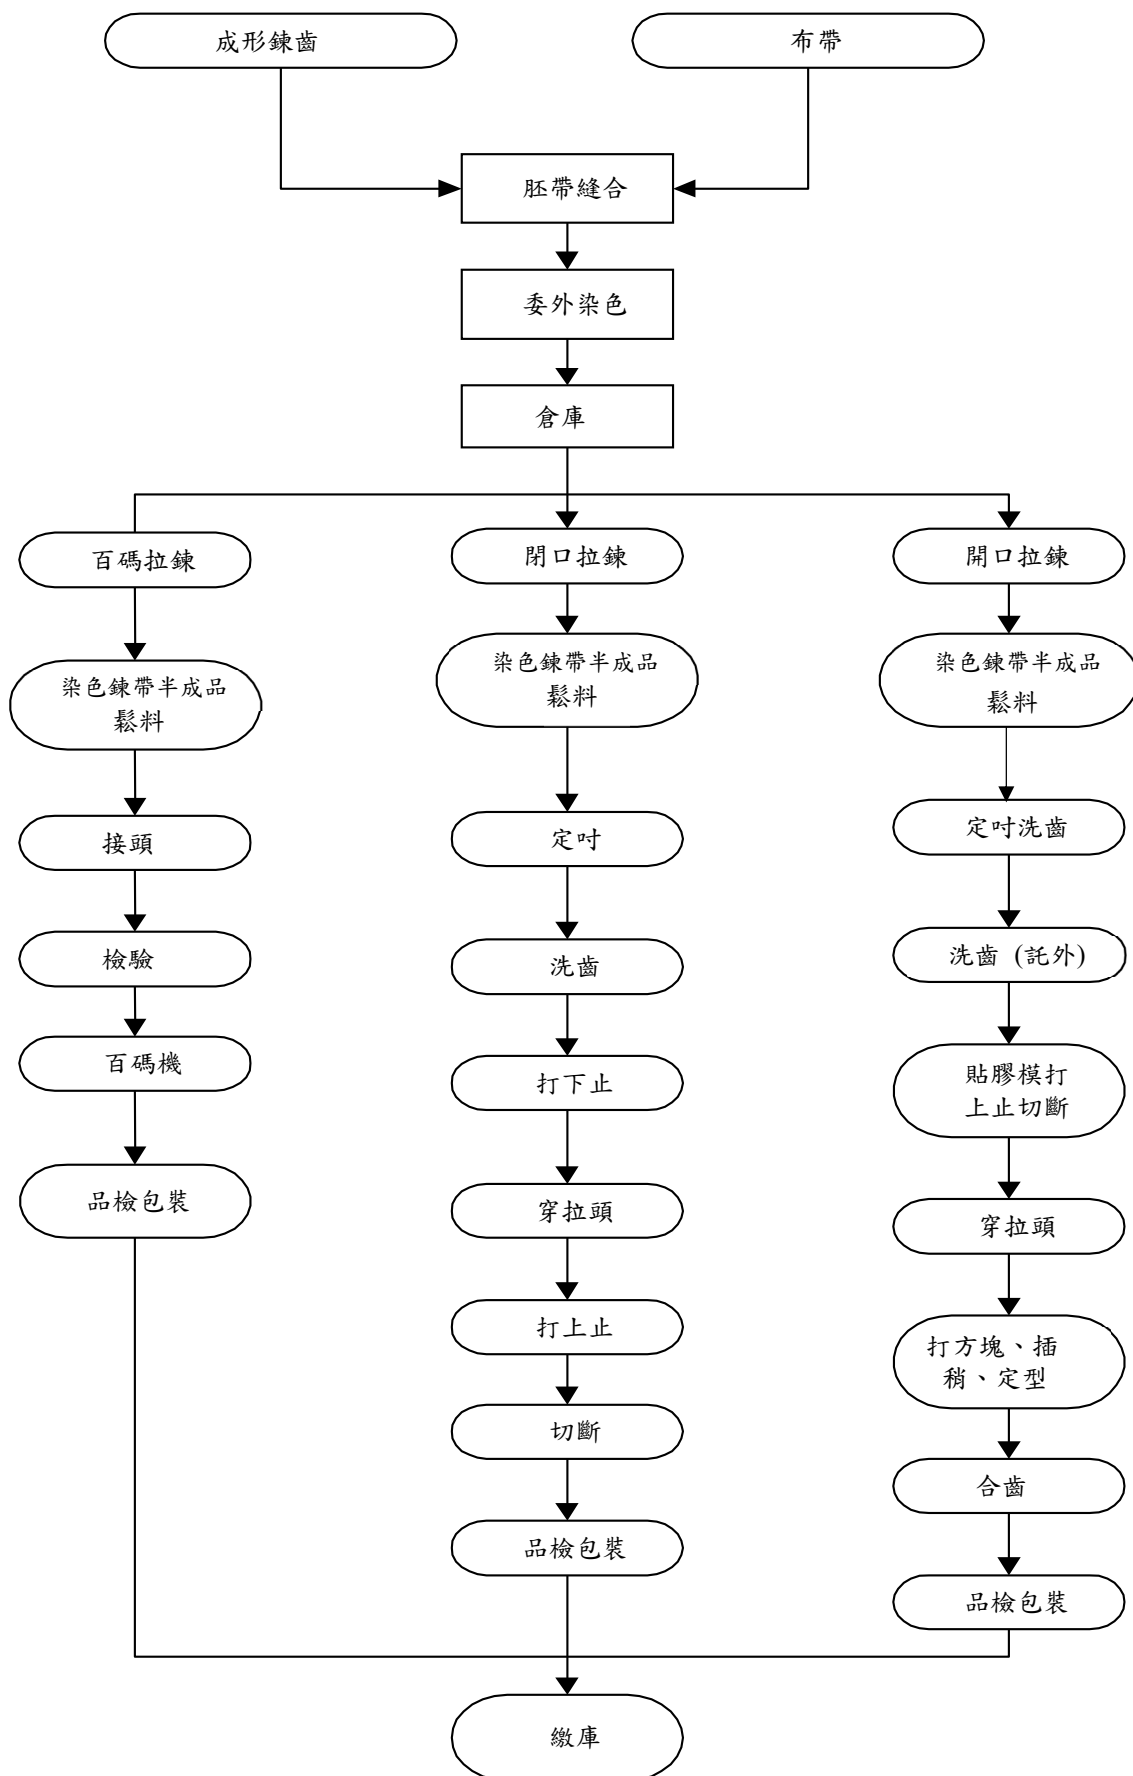 成形鍊齒
布帶
胚帶縫合
委外染色
倉庫
百碼拉鍊
染色鍊帶半成品
鬆料
接頭
檢驗
百碼機
品檢包裝
閉口拉鍊
染色鍊帶半成品
鬆料
定吋
洗齒
打下止
穿拉頭
打上止
切斷
品檢包裝
開口拉鍊
染色鍊帶半成品
鬆料
定吋洗齒
洗齒 (託外)
貼膠模打
上止切斷
穿拉頭
打方塊、插
稍、定型
合齒
品檢包裝
繳庫